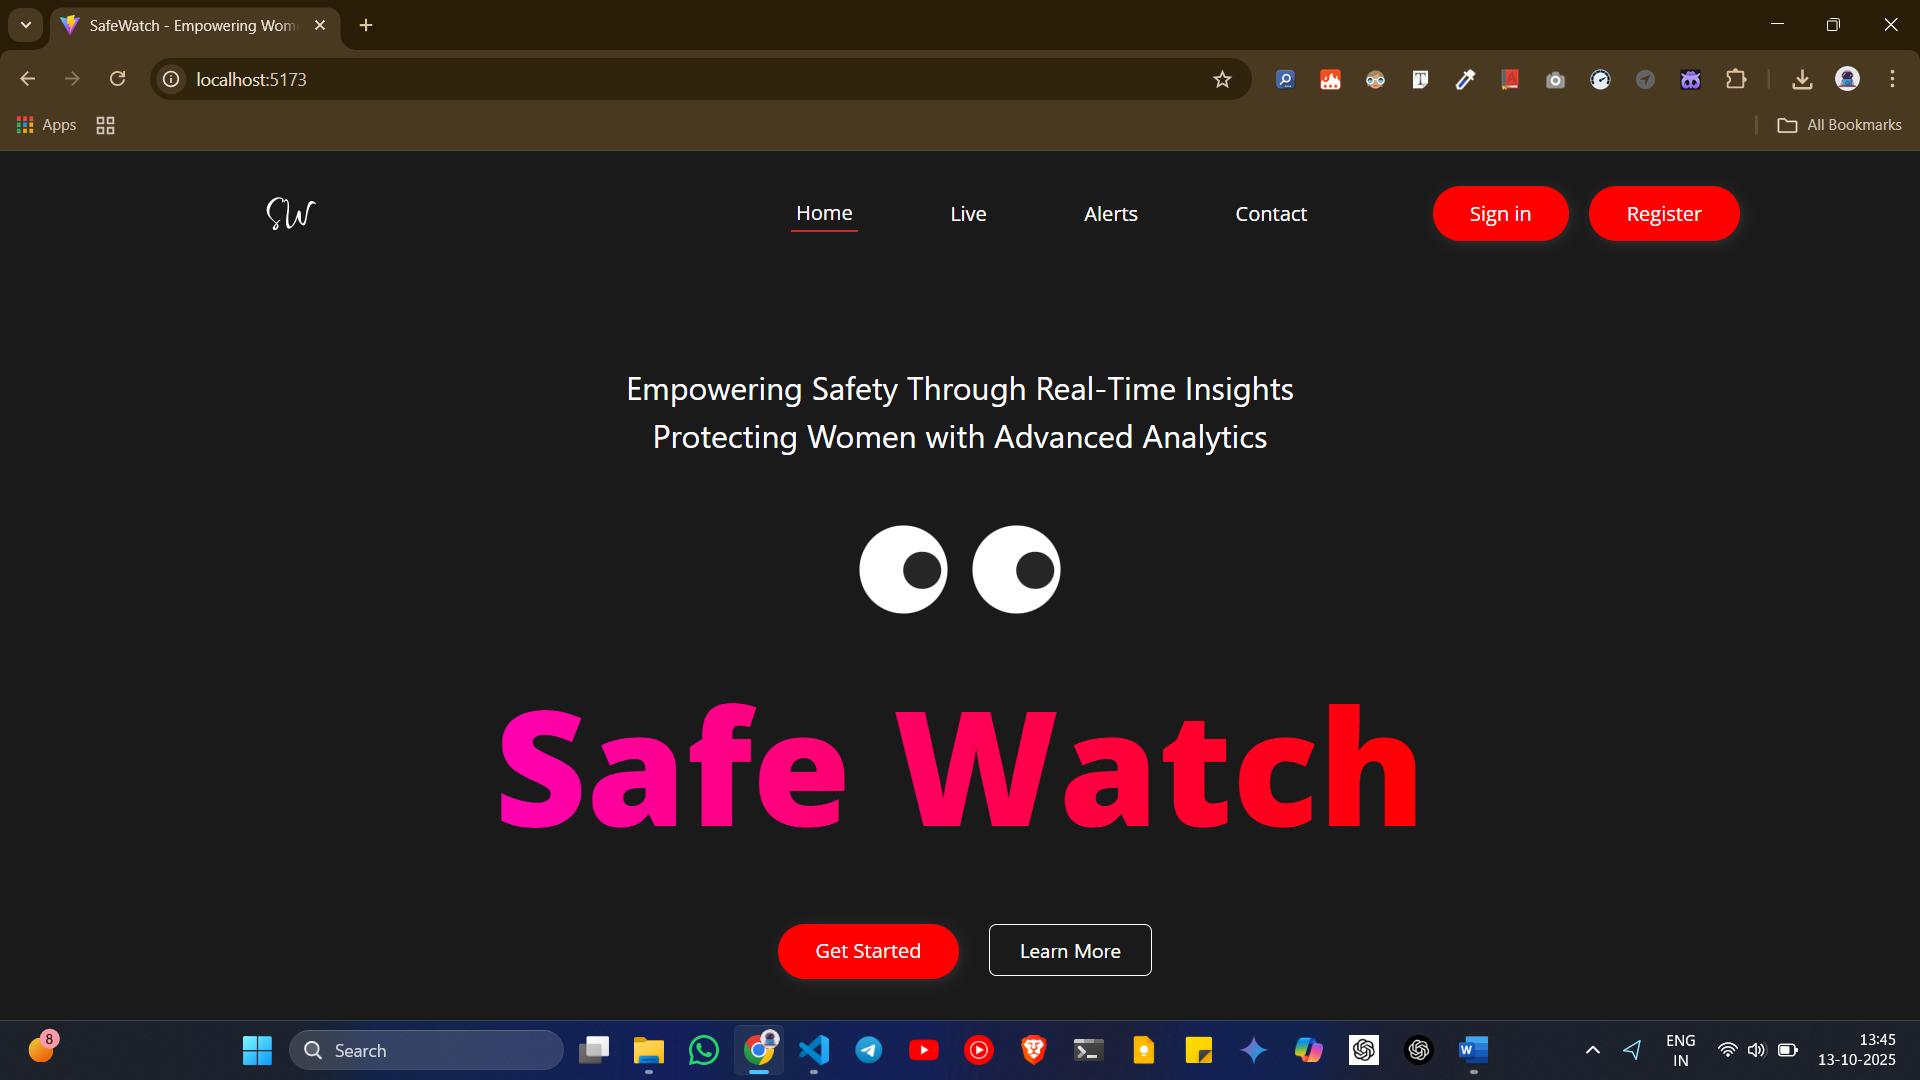 SafeWatch - Empowering Wom
localhost:5173
Apps
All Bookmarks
SW
Home
Live
Alerts
Contact
Sign in
Register
Empowering Safety Through Real-Time Insights
Protecting Women with Advanced Analytics
Safe Watch
Get Started
Learn More
8
Search
ENG
IN
13:45
13-10-2025